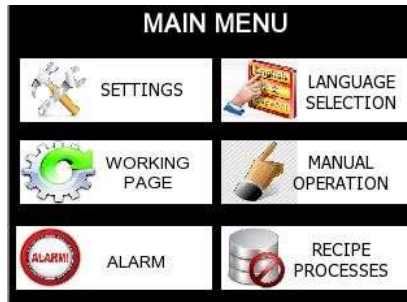 MAIN MENU
SETTINGS
LANGUAGE
SELECTION
WORKING
PAGE
MANUAL
OPERATION
ALARM!
ALARM
RECIPE
PROCESSES